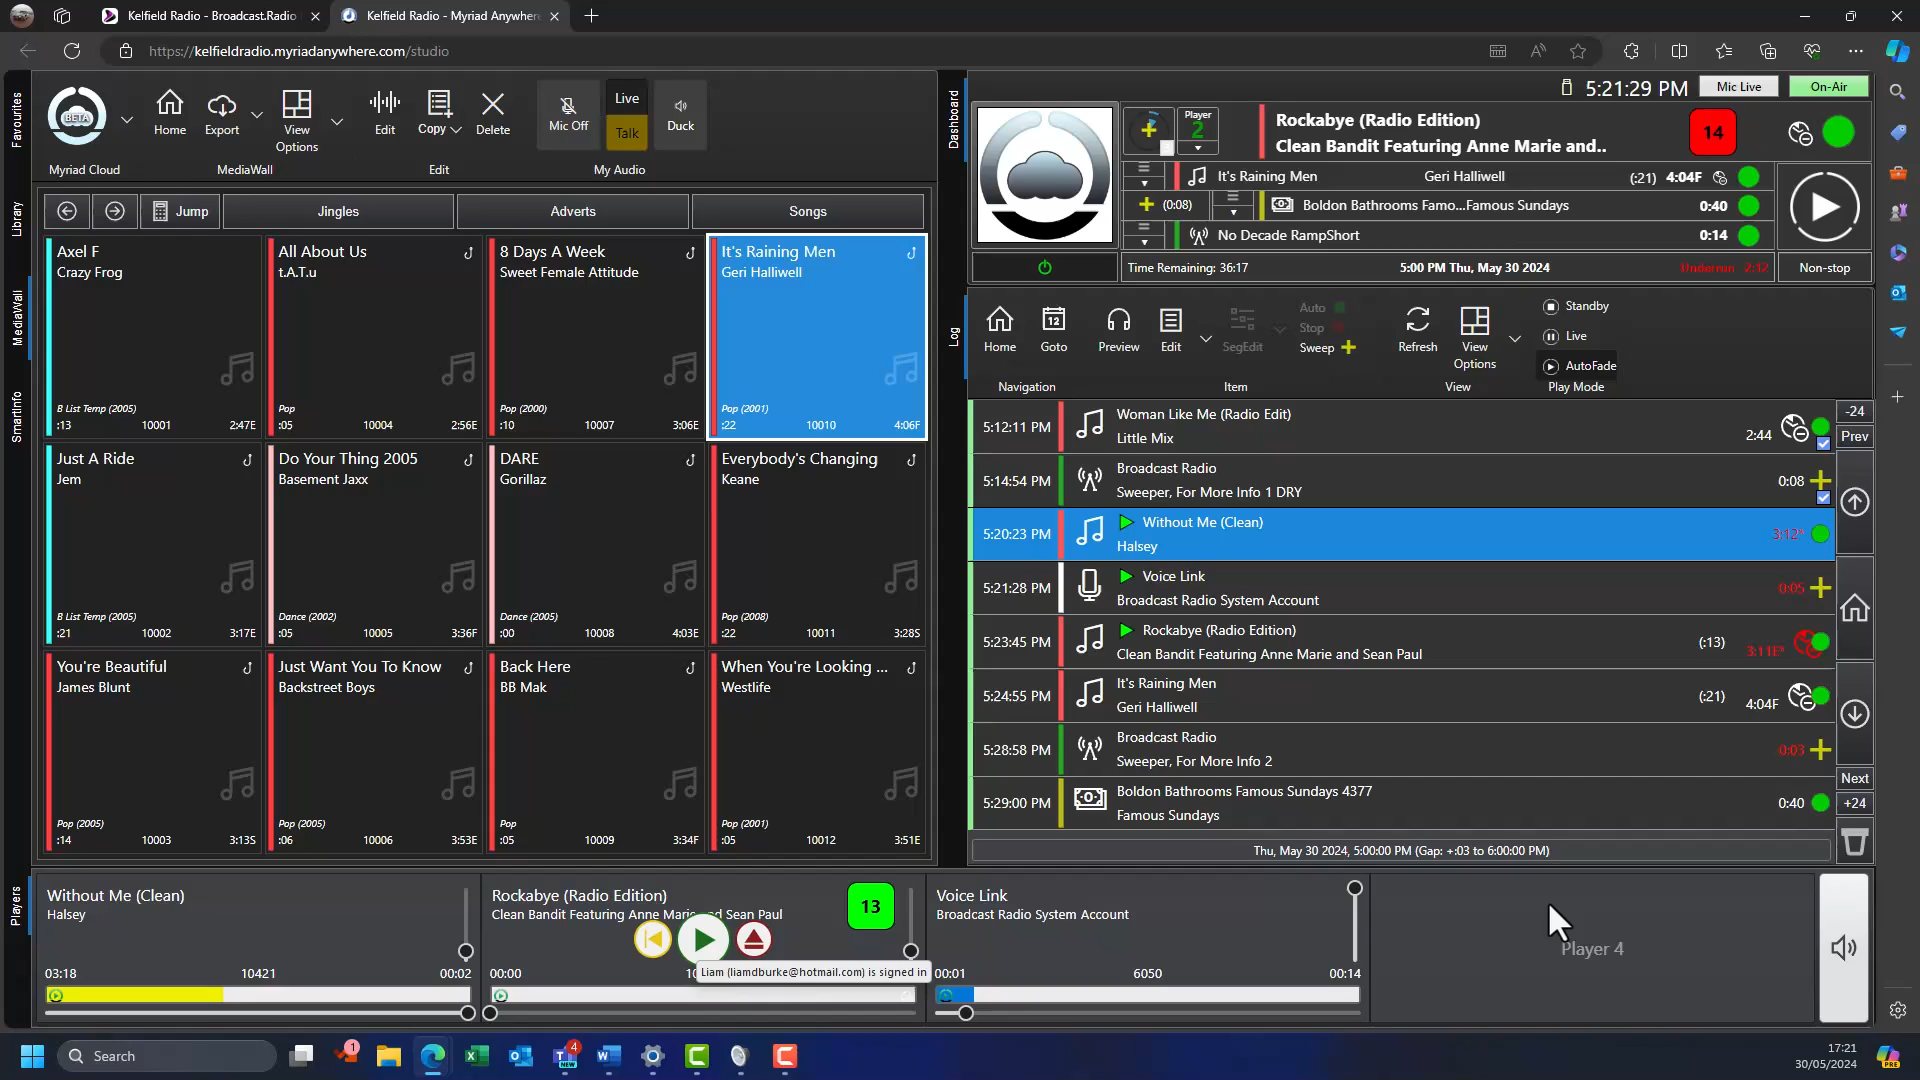 Kelfield Radio - Broadcast.Radio
Kelfield Radio - Myriad Anywhere
https://kelfieldradio.myriadanywhere.com/studio
Favourites
Library
MediaWall
SmartInfo
Players
BETA
Home
Export
View
Options
Edit
Copy
Delete
Mic Off
Live
Talk
Duck
Myriad Cloud
MediaWall
Edit
My Audio
Jump
Jingles
Adverts
Songs
Axel F
Crazy Frog
B List Temp (2005)
:13 10001 2:47E
All About Us
t.A.T.u
Pop
:05 10004 2:56E
8 Days A Week
Sweet Female Attitude
Pop (2000)
:10 10007 3:06E
It's Raining Men
Geri Halliwell
Pop (2001)
:22 10010 4:06F
Just A Ride
Jem
B List Temp (2005)
:21 10002 3:17E
Do Your Thing 2005
Basement Jaxx
Dance (2002)
:05 10005 3:36F
DARE
Gorillaz
Dance (2005)
:00 10008 4:03E
Everybody's Changing
Keane
Pop (2008)
:22 10011 3:28S
You're Beautiful
James Blunt
Pop (2005)
:14 10003 3:13S
Just Want You To Know
Backstreet Boys
Pop (2005)
:06 10006 3:53E
Back Here
BB Mak
Pop
:05 10009 3:34F
When You're Looking ...
Westlife
Pop (2001)
:05 10012 3:51E
Dashboard
Log
5:21:29 PM
Mic Live
On-Air
Player
2
Rockabye (Radio Edition)
Clean Bandit Featuring Anne Marie and..
14
It's Raining Men Geri Halliwell (:21) 4:04F
(0:08) Boldon Bathrooms Famo...Famous Sundays 0:40
No Decade RampShort 0:14
Time Remaining: 36:17 5:00 PM Thu, May 30 2024 Underrun 2:12
Non-stop
Home
12
Goto
Preview
Edit
SegEdit
Auto
Stop
Sweep
Refresh
View
Options
Standby
Live
AutoFade
Navigation
Item
View
Play Mode
5:12:11 PM Woman Like Me (Radio Edit)
Little Mix 2:44
5:14:54 PM Broadcast Radio
Sweeper, For More Info 1 DRY 0:08
5:20:23 PM Without Me (Clean)
Halsey 3:12*
5:21:28 PM Voice Link
Broadcast Radio System Account 0:05
5:23:45 PM Rockabye (Radio Edition)
Clean Bandit Featuring Anne Marie and Sean Paul (:13) 3:11E*
5:24:55 PM It's Raining Men
Geri Halliwell (:21) 4:04F
5:28:58 PM Broadcast Radio
Sweeper, For More Info 2 0:03
5:29:00 PM Boldon Bathrooms Famous Sundays 4377
Famous Sundays 0:40
-24
Prev
Next
+24
Thu, May 30 2024, 5:00:00 PM (Gap: +:03 to 6:00:00 PM)
Without Me (Clean)
Halsey
03:18 10421 00:02
Rockabye (Radio Edition)
Clean Bandit Featuring Anne Marie and Sean Paul
13
00:00
Liam (liamdburke@hotmail.com) is signed in
Voice Link
Broadcast Radio System Account
00:01 6050 00:14
Player 4
Search
1
4
NEW
17:21
30/05/2024
PRE